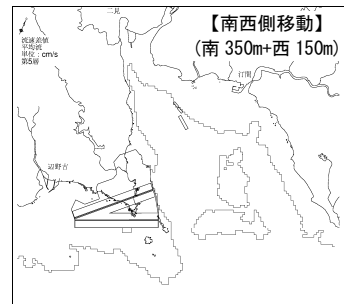 二見
【南西側移動】
(南 350m+西 150m)
流速差値
平均流
単位：cm/s
第5層
汀間
辺野古